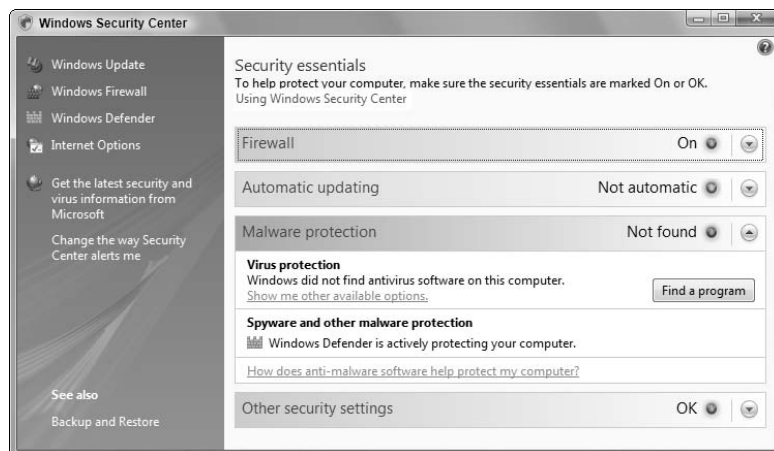 Windows Security Center
Windows Update
Windows Firewall
Windows Defender
Internet Options
Get the latest security and
virus information from
Microsoft
Change the way Security
Center alerts me
See also
Backup and Restore
Security essentials
To help protect your computer, make sure the security essentials are marked On or OK.
Using Windows Security Center
Firewall On
Automatic updating Not automatic
Malware protection Not found
Virus protection
Windows did not find antivirus software on this computer.
Show me other available options.
Find a program
Spyware and other malware protection
Windows Defender is actively protecting your computer.
How does anti-malware software help protect my computer?
Other security settings OK